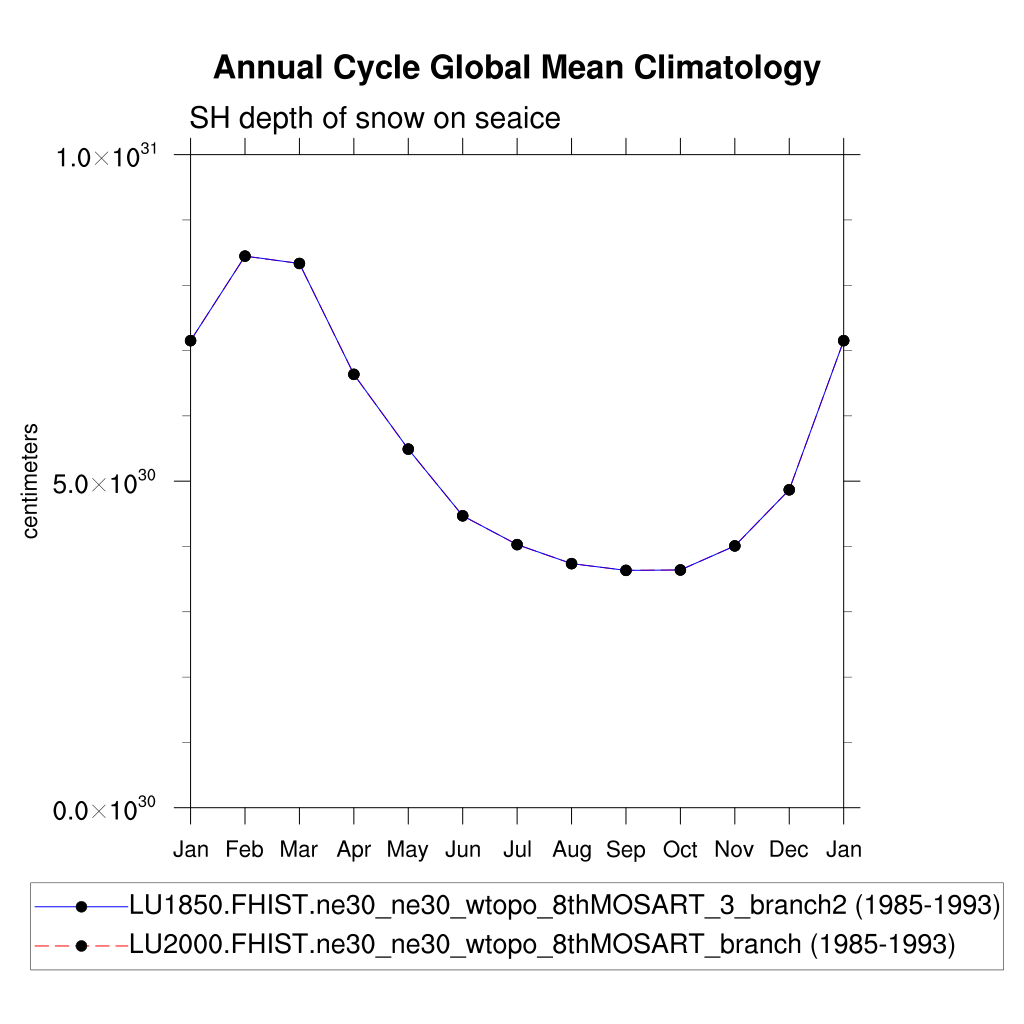 Annual Cycle Global Mean Climatology
SH depth of snow on seaice
1.0×10³¹
5.0×10³⁰
0.0×10³⁰
centimeters
Jan Feb Mar Apr May Jun Jul Aug Sep Oct Nov Dec Jan
LU1850.FHIST.ne30_ne30_wtopo_8thMOSART_3_branch2 (1985-1993)
LU2000.FHIST.ne30_ne30_wtopo_8thMOSART_branch (1985-1993)